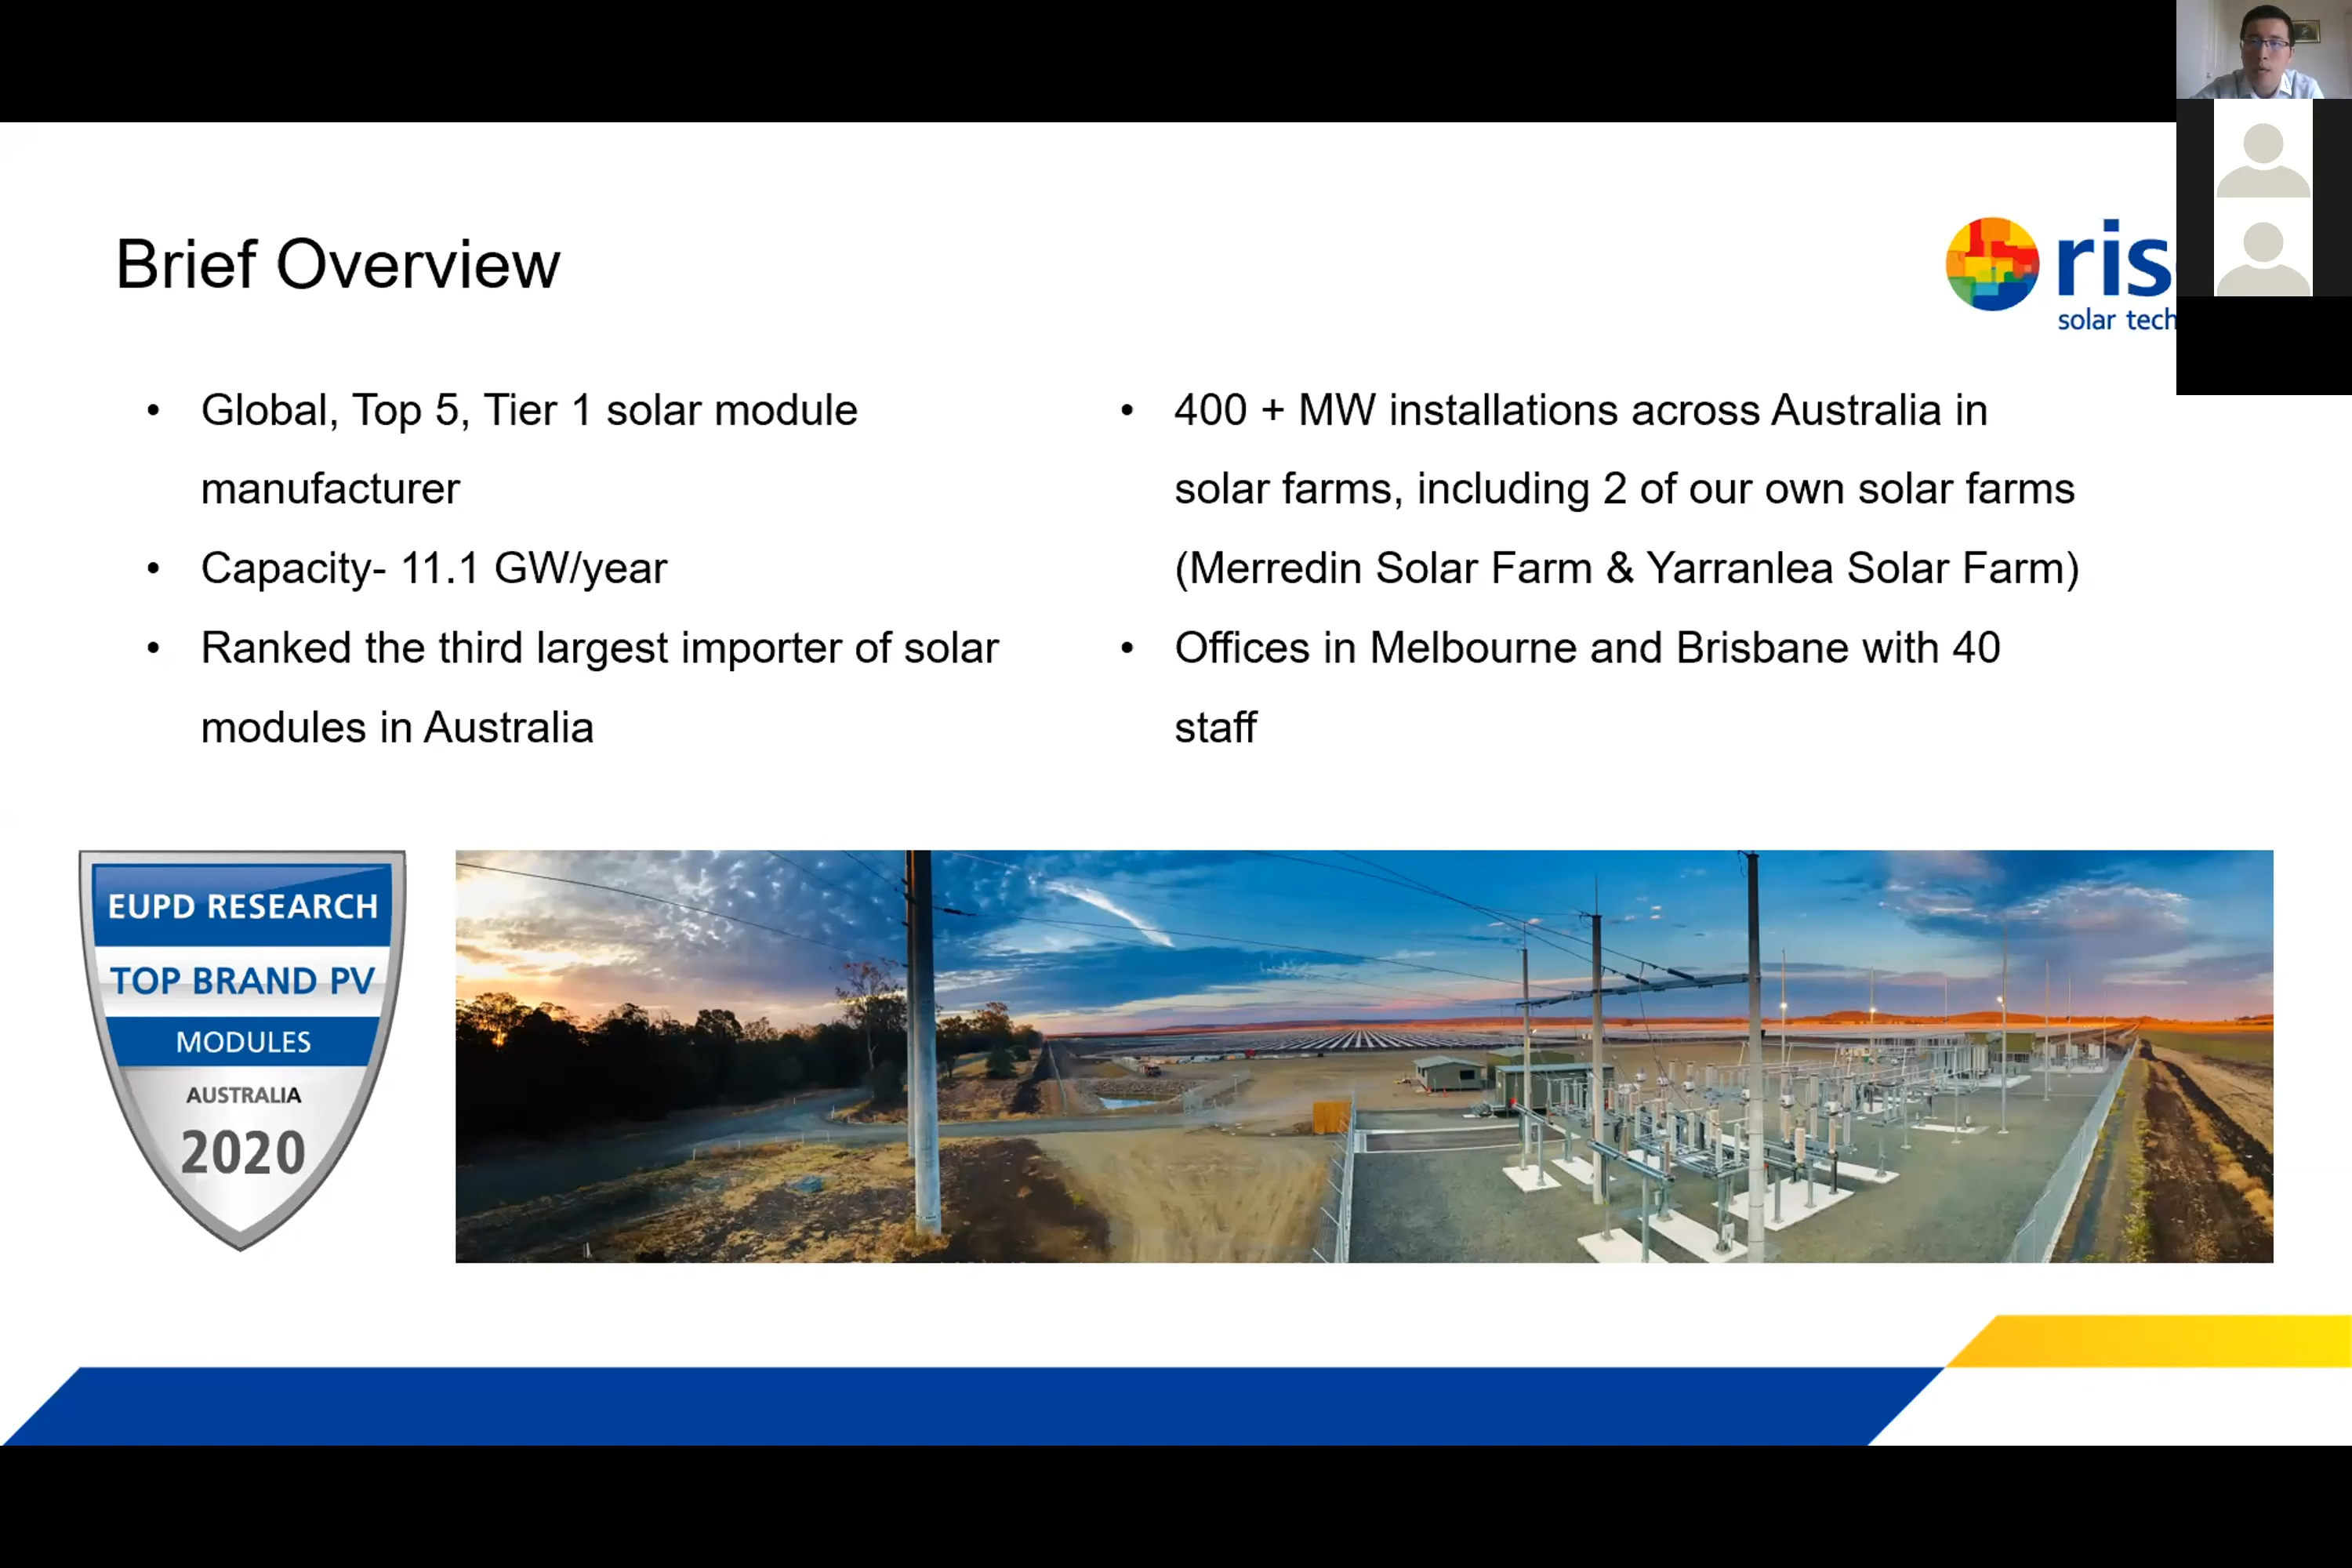 Brief Overview
ris
solar tech
• Global, Top 5, Tier 1 solar module
manufacturer
• Capacity- 11.1 GW/year
• Ranked the third largest importer of solar
modules in Australia
• 400 + MW installations across Australia in
solar farms, including 2 of our own solar farms
(Merredin Solar Farm & Yarranlea Solar Farm)
• Offices in Melbourne and Brisbane with 40
staff
EUPD RESEARCH
TOP BRAND PV
MODULES
AUSTRALIA
2020